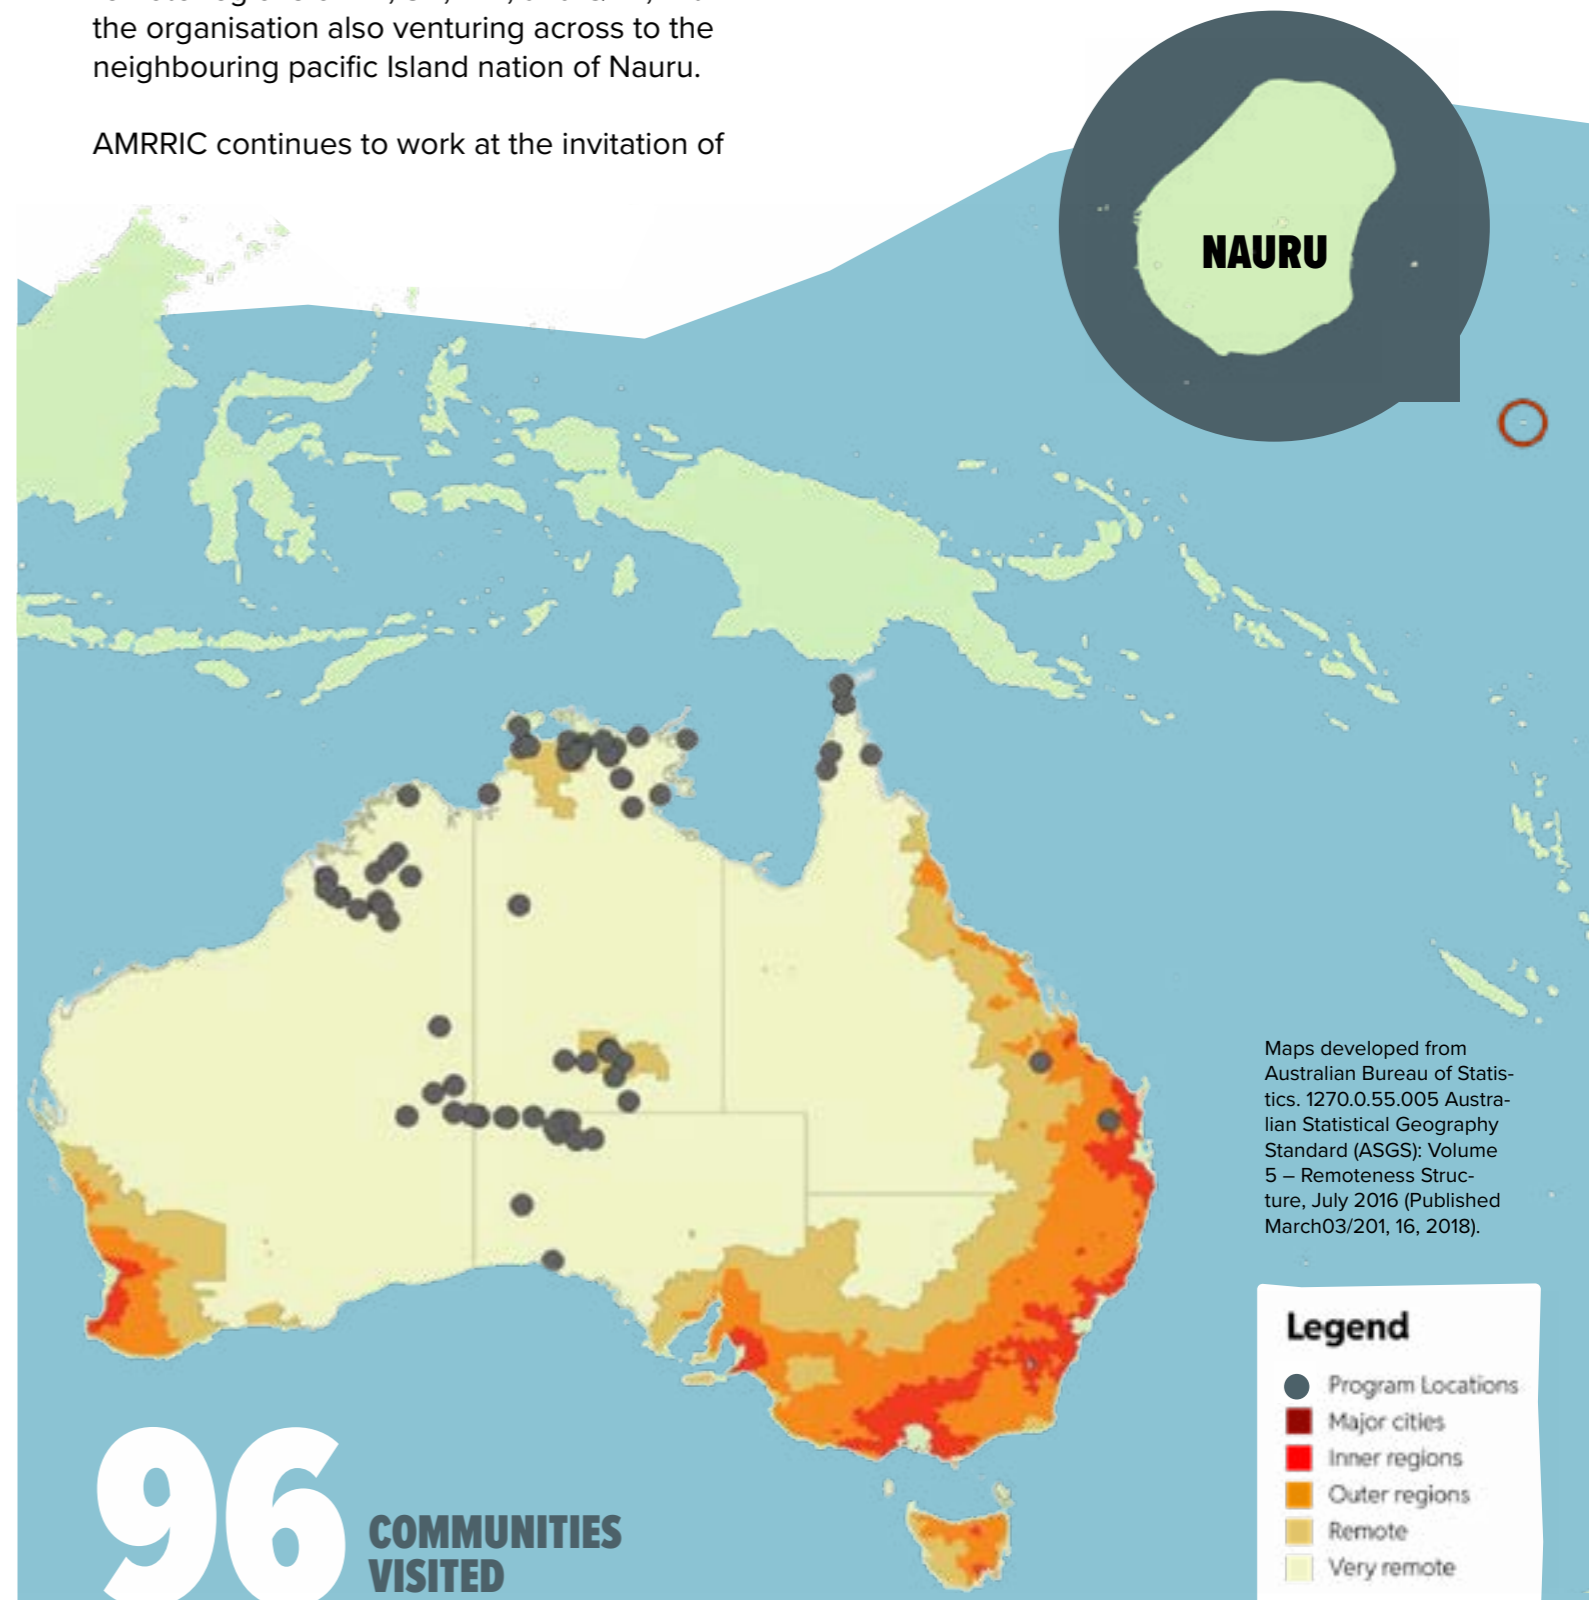 the organisation also venturing across to the
neighbouring pacific Island nation of Nauru.
AMRRIC continues to work at the invitation of
NAURU
Maps developed from
Australian Bureau of Statis-
tics. 1270.0.55.005 Austra-
lian Statistical Geography
Standard (ASGS): Volume
5 – Remoteness Struc-
ture, July 2016 (Published
March03/201, 16, 2018).
Legend
Program Locations
Major cities
Inner regions
Outer regions
Remote
Very remote
96
COMMUNITIES
VISITED